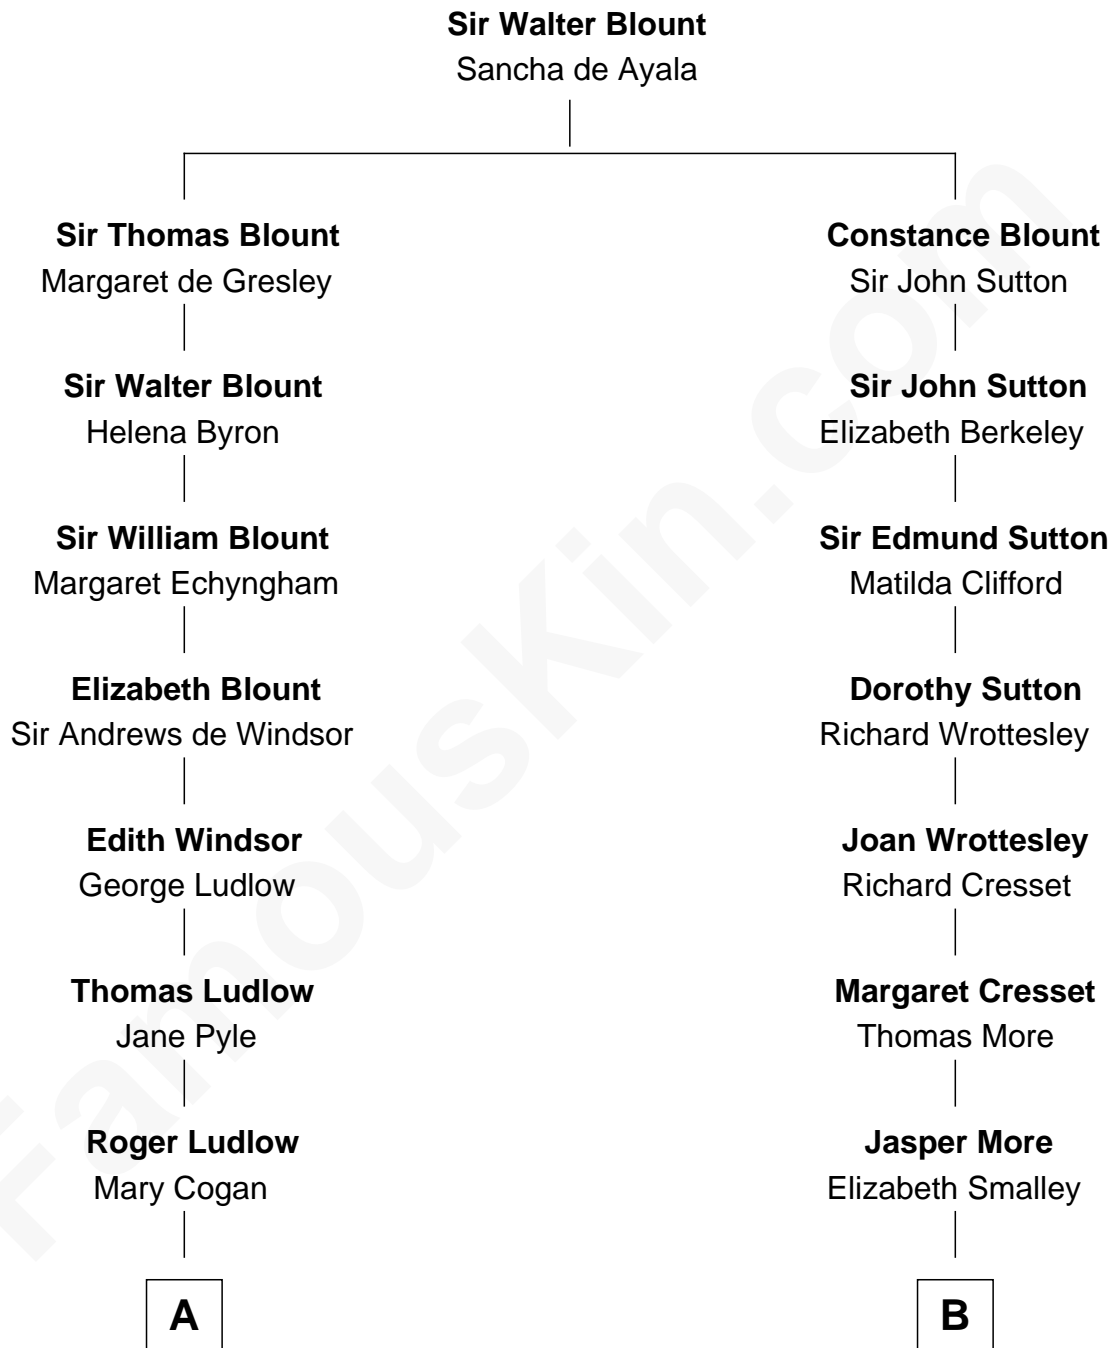 Sir Walter Blount
Sancha de Ayala
Sir Thomas Blount
Margaret de Gresley
Sir Walter Blount
Helena Byron
Sir William Blount
Margaret Echyngham
Elizabeth Blount
Sir Andrews de Windsor
Edith Windsor
George Ludlow
Thomas Ludlow
Jane Pyle
Roger Ludlow
Mary Cogan
A
Constance Blount
Sir John Sutton
Sir John Sutton
Elizabeth Berkeley
Sir Edmund Sutton
Matilda Clifford
Dorothy Sutton
Richard Wrottesley
Joan Wrottesley
Richard Cresset
Margaret Cresset
Thomas More
Jasper More
Elizabeth Smalley
B
FamousKin.com